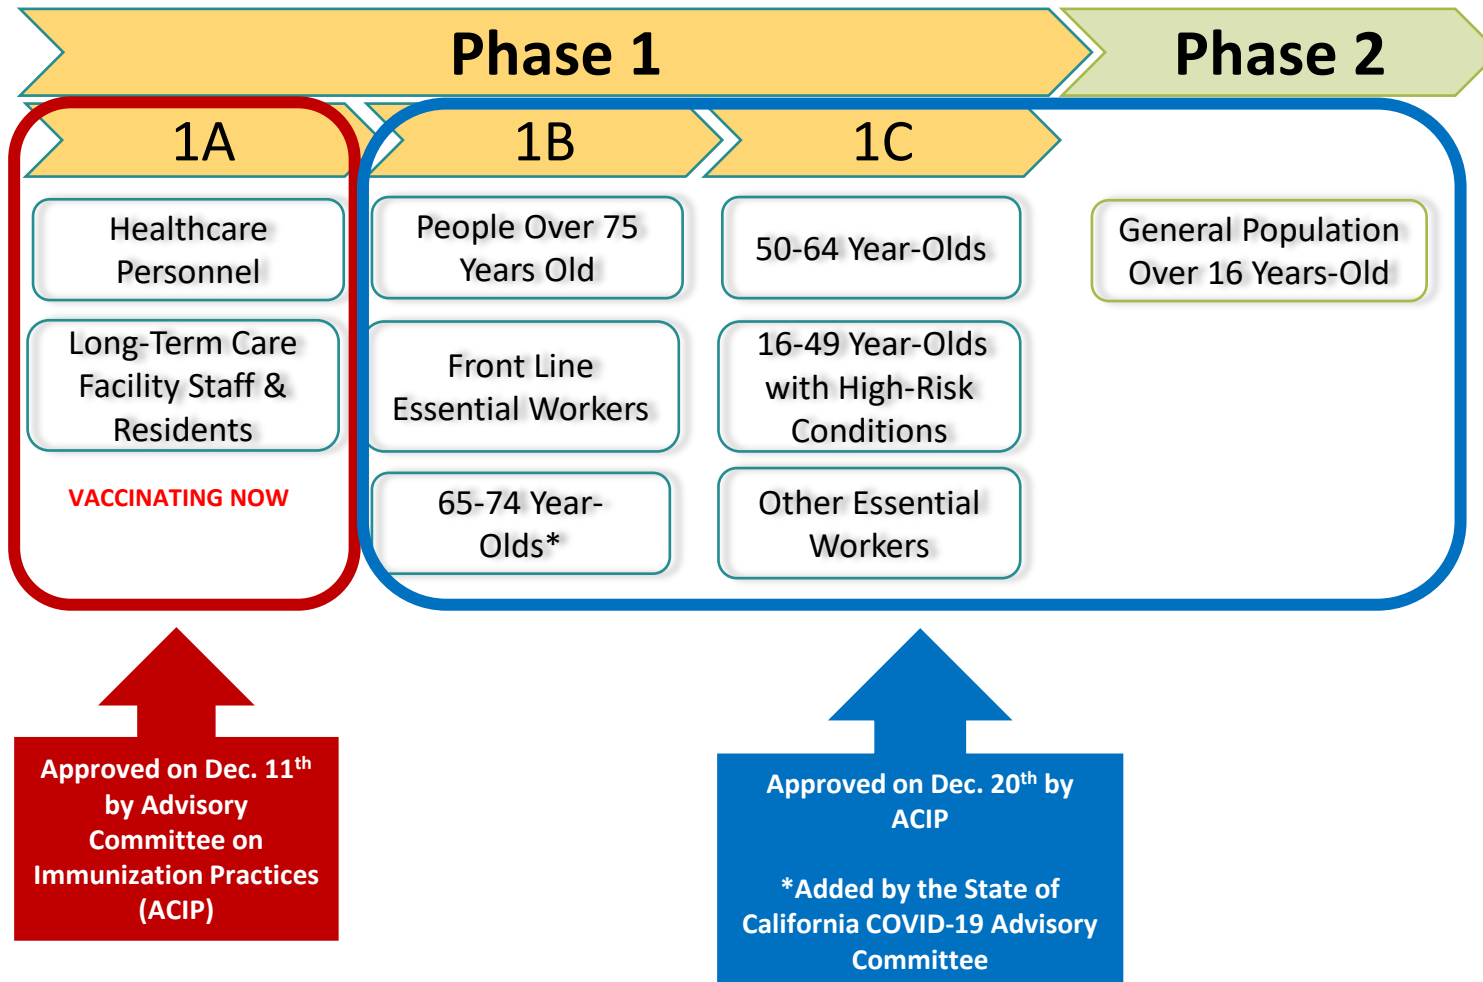 Phase 1
Phase 2
1A
1B
1C
Healthcare
Personnel
Long-Term Care
Facility Staff &
Residents
VACCINATING NOW
People Over 75
Years Old
Front Line
Essential Workers
65-74 Year-
Olds*
50-64 Year-Olds
16-49 Year-Olds
with High-Risk
Conditions
Other Essential
Workers
General Population
Over 16 Years-Old
Approved on Dec. 11th
by Advisory
Committee on
Immunization Practices
(ACIP)
Approved on Dec. 20th by
ACIP
*Added by the State of
California COVID-19 Advisory
Committee